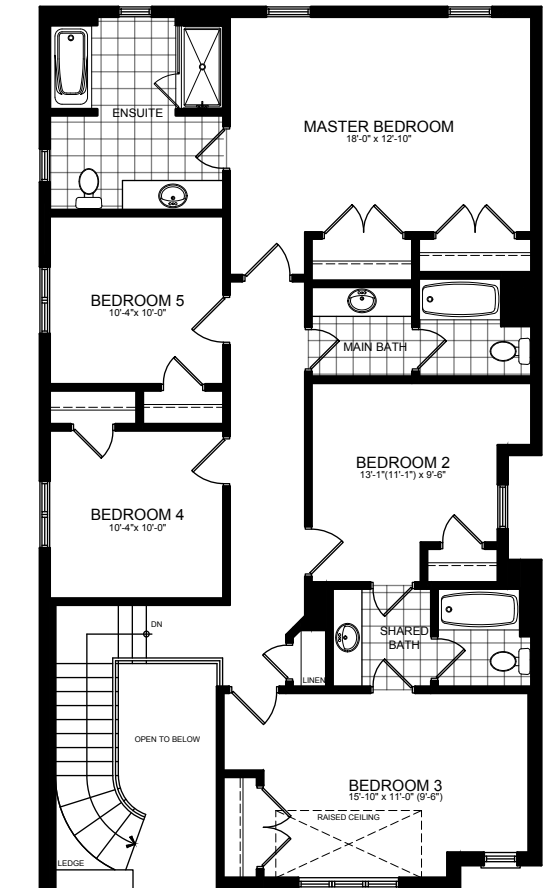 ENSUITE
MASTER BEDROOM
18'-0" x 12'-10"
BEDROOM 5
10'-4"x 10'-0"
MAIN BATH
BEDROOM 2
13'-1"(11'-1") x 9'-6"
BEDROOM 4
10'-4"x 10'-0"
DN
SHARED
BATH
LINEN
OPEN TO BELOW
BEDROOM 3
15'-10" x 11'-0" (9'-6")
RAISED CEILING
LEDGE